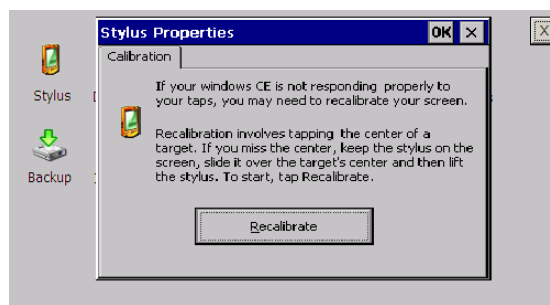 Stylus Properties OK ×
Calibration
If your windows CE is not responding properly to
your taps, you may need to recalibrate your screen.
Recalibration involves tapping the center of a
target. If you miss the center, keep the stylus on the
screen, slide it over the target's center and then lift
the stylus. To start, tap Recalibrate.
Recalibrate
Stylus
Backup